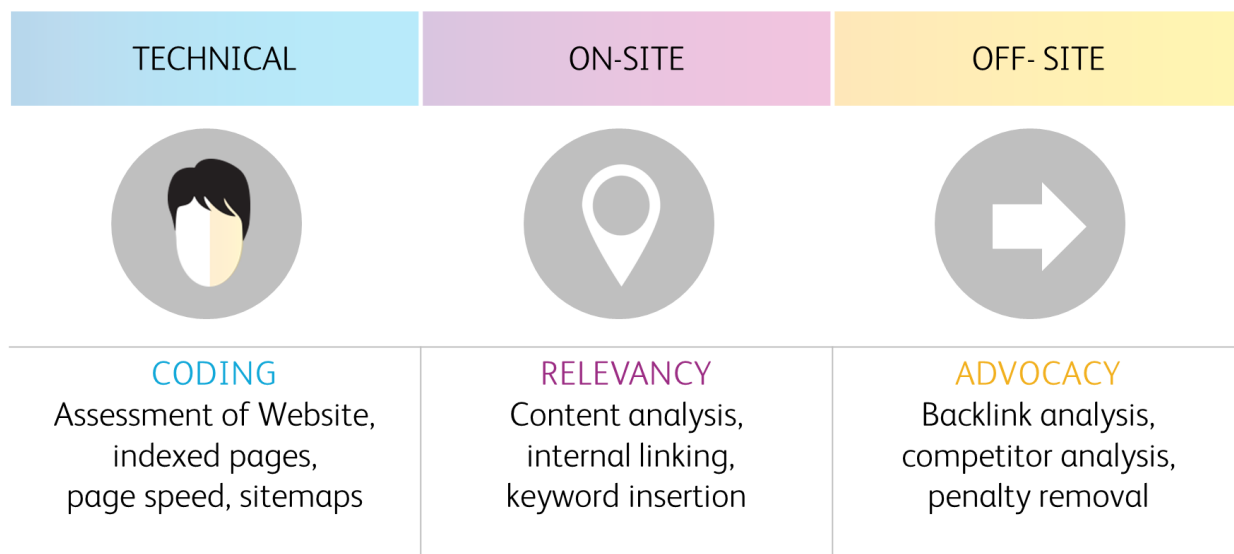 TECHNICAL
ON-SITE
OFF- SITE
CODING
Assessment of Website,
indexed pages,
page speed, sitemaps
RELEVANCY
Content analysis,
internal linking,
keyword insertion
ADVOCACY
Backlink analysis,
competitor analysis,
penalty removal